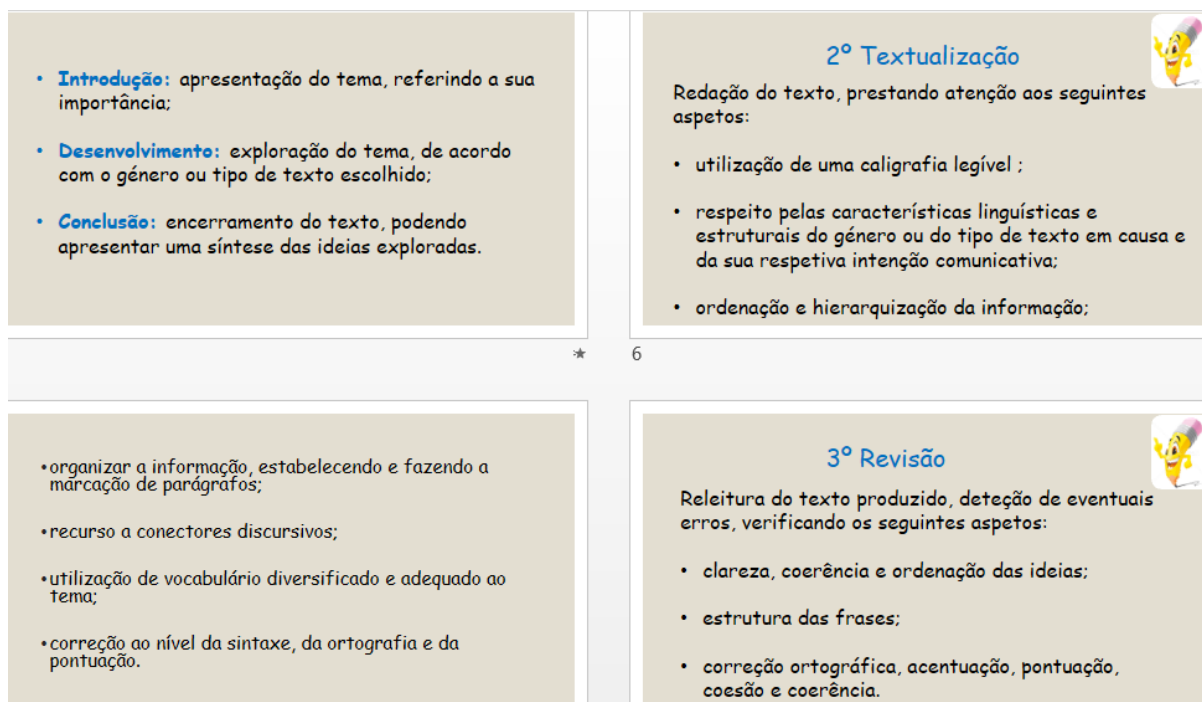 • Introdução: apresentação do tema, referindo a sua
importância;
• Desenvolvimento: exploração do tema, de acordo
com o género ou tipo de texto escolhido;
• Conclusão: encerramento do texto, podendo
apresentar uma síntese das ideias exploradas.
2º Textualização
Redação do texto, prestando atenção aos seguintes
aspetos:
• utilização de uma caligrafia legível ;
• respeito pelas características linguísticas e
estruturais do género ou do tipo de texto em causa e
da sua respetiva intenção comunicativa;
• ordenação e hierarquização da informação;
6
•organizar a informação, estabelecendo e fazendo a
marcação de parágrafos;
•recurso a conectores discursivos;
•utilização de vocabulário diversificado e adequado ao
tema;
•correção ao nível da sintaxe, da ortografia e da
pontuação.
3º Revisão
Releitura do texto produzido, deteção de eventuais
erros, verificando os seguintes aspetos:
• clareza, coerência e ordenação das ideias;
• estrutura das frases;
• correção ortográfica, acentuação, pontuação,
coesão e coerência.